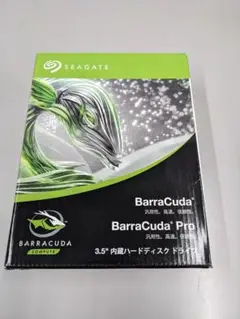 SEAGATE
BarraCuda®
汎用性。高速。信頼性。
BarraCuda® Pro
汎用性。高速。信頼性。
3.5" 内蔵ハードディスク ドライブ
BARRACUDA
COMPUTE